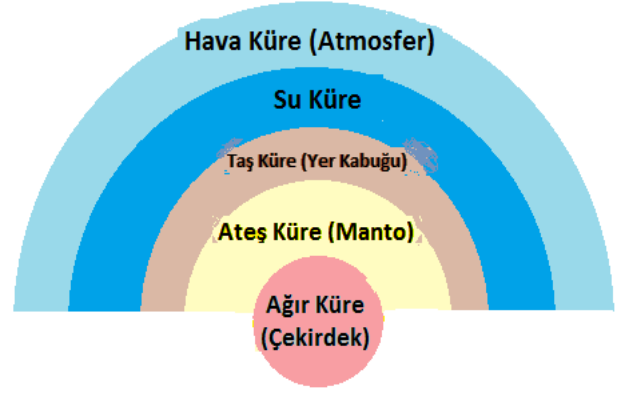 Hava Küre (Atmosfer)
Su Küre
Taş Küre (Yer Kabuğu)
Ateş Küre (Manto)
Ağır Küre
(Çekirdek)